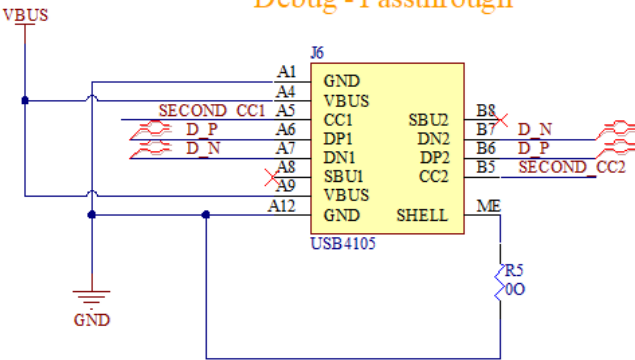 Debug - Passthrough
VBUS
J6
A1 GND
A4 VBUS
SECOND_CC1 A5 CC1 SBU2 B8
D_P A6 DP1 DN2 B7 D_N
D_N A7 DN1 DP2 B6 D_P
A8 SBU1 CC2 B5 SECOND_CC2
A9 VBUS
A12 GND SHELL ME
USB4105
R5
0O
GND